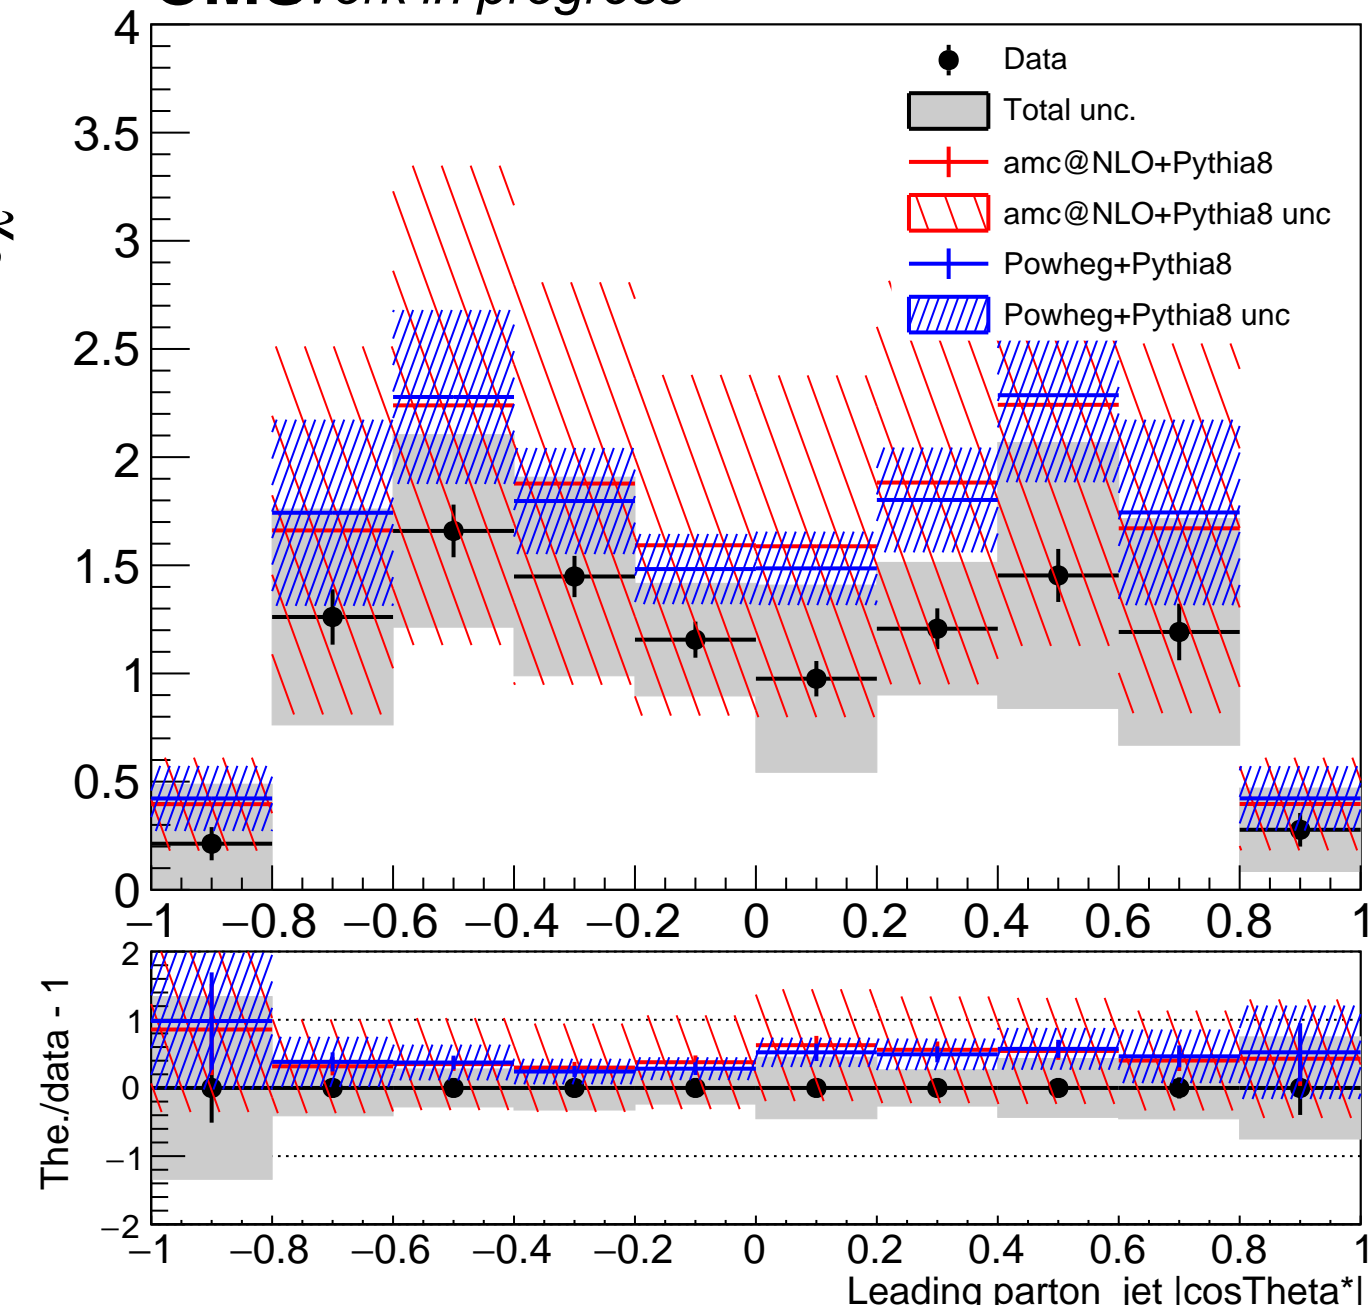 4
3.5
3
2.5
2
1.5
1
0.5
0
Data
Total unc.
amc@NLO+Pythia8
amc@NLO+Pythia8 unc
Powheg+Pythia8
Powheg+Pythia8 unc
−1 −0.8 −0.6 −0.4 −0.2 0 0.2 0.4 0.6 0.8 1
The./data - 1
2
1
0
−1
−2
−1 −0.8 −0.6 −0.4 −0.2 0 0.2 0.4 0.6 0.8 1
Leading parton jet |cosTheta*|